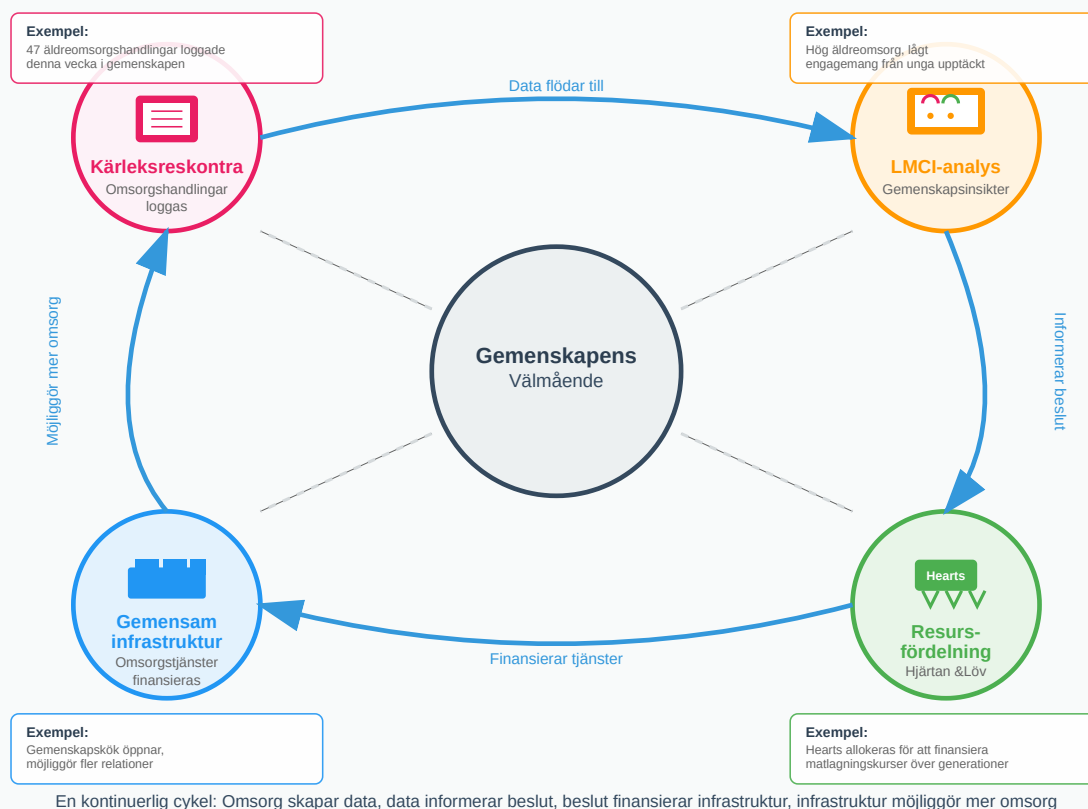 Exempel:
47 äldreomsorgshandlingar loggade
denna vecka i gemenskapen
Exempel:
Hög äldreomsorg, lågt
engagemang från unga upptäckt
Data flödar till
Kärleksreskontra
Omsorgshandlingar
loggas
LMCI-analys
Gemenskapsinsikter
Möjliggör mer omsorg
Gemenskapens
Välmående
Informerar beslut
Gemensam
infrastruktur
Omsorgstjänster
finansieras
Finansierar tjänster
Hearts
Resurs-
fördelning
Hjärtan &Löv
Exempel:
Gemenskapskök öppnar,
möjliggör fler relationer
Exempel:
Hearts allokeras för att finansiera
matlagningskurser över generationer
En kontinuerlig cykel: Omsorg skapar data, data informerar beslut, beslut finansierar infrastruktur, infrastruktur möjliggör mer omsorg